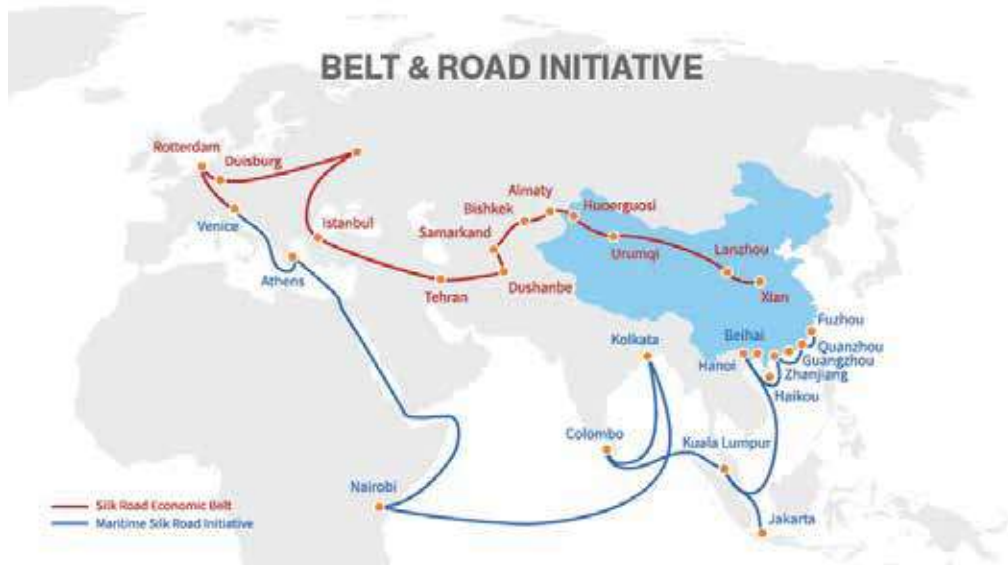 BELT & ROAD INITIATIVE
Rotterdam
Duisburg
Venice
Istanbul
Athens
Tehran
Samarkand
Dushanbe
Bishkek
Almaty
Huoerguosi
Urumqi
Lanzhou
Xian
Fuzhou
Quanzhou
Guangzhou
Zhanjiang
Haikou
Beihai
Hanoi
Kolkata
Colombo
Kuala Lumpur
Jakarta
Nairobi
Silk Road Economic Belt
Maritime Silk Road Initiative